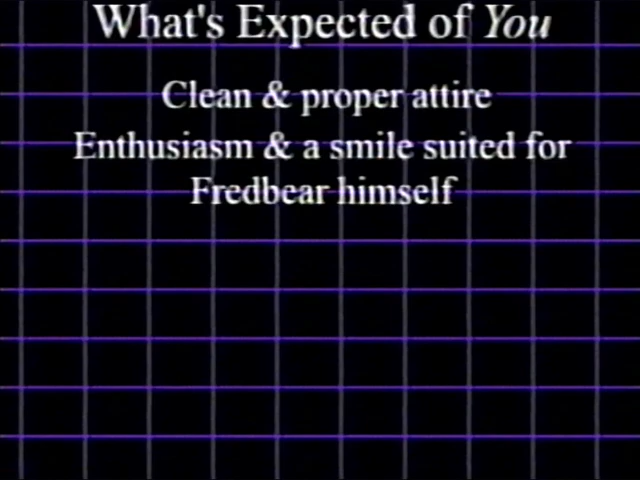 What's Expected of You
Clean & proper attire
Enthusiasm & a smile suited for
Fredbear himself